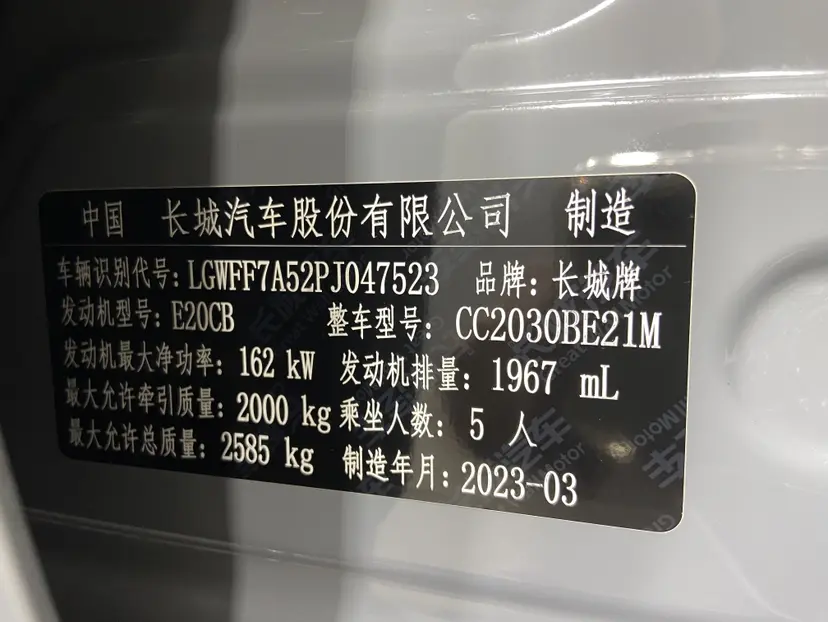 中国 长城汽车股份有限公司 制造
车辆识别代号: LGWFF7A52PJ047523 品牌: 长城牌
发动机型号: E20CB 整车型号: CC2030BE21M
发动机最大净功率: 162 kW 发动机排量: 1967 mL
最大允许牵引质量: 2000 kg 乘坐人数: 5 人
最大允许总质量: 2585 kg 制造年月: 2023-03